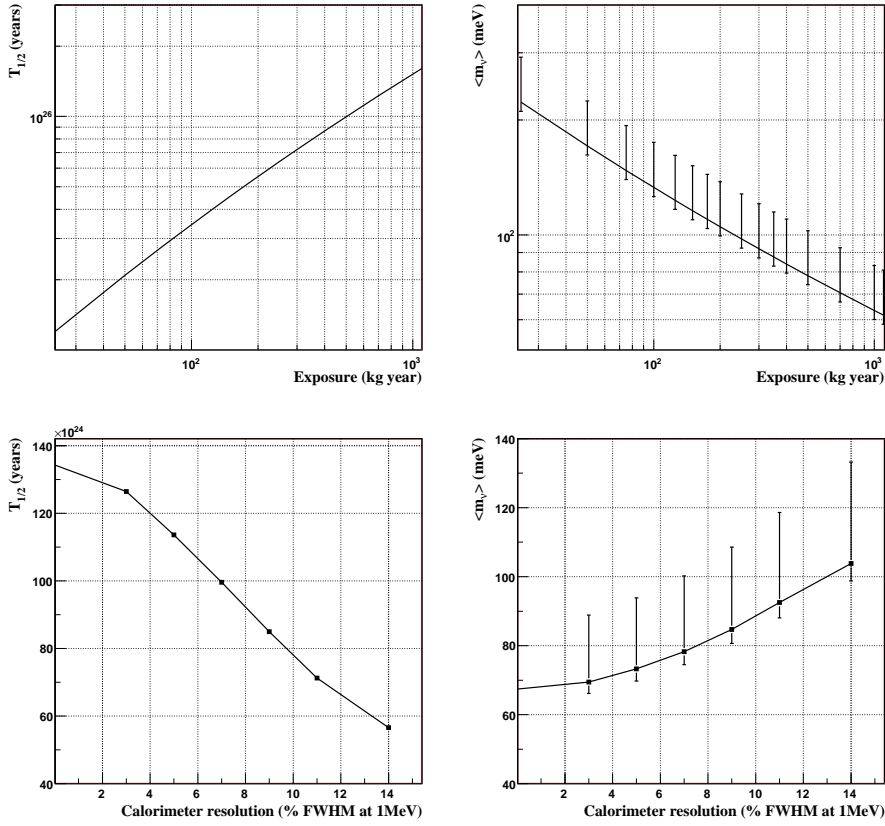 T1/2 (years)
10^26
10^2
10^3
Exposure (kg year)
<mν> (meV)
10^2
10^2
10^3
Exposure (kg year)
×10^24
T1/2 (years)
140
120
100
80
60
40
2 4 6 8 10 12 14
Calorimeter resolution (% FWHM at 1MeV)
<mν> (meV)
140
120
100
80
60
40
2 4 6 8 10 12 14
Calorimeter resolution (% FWHM at 1MeV)